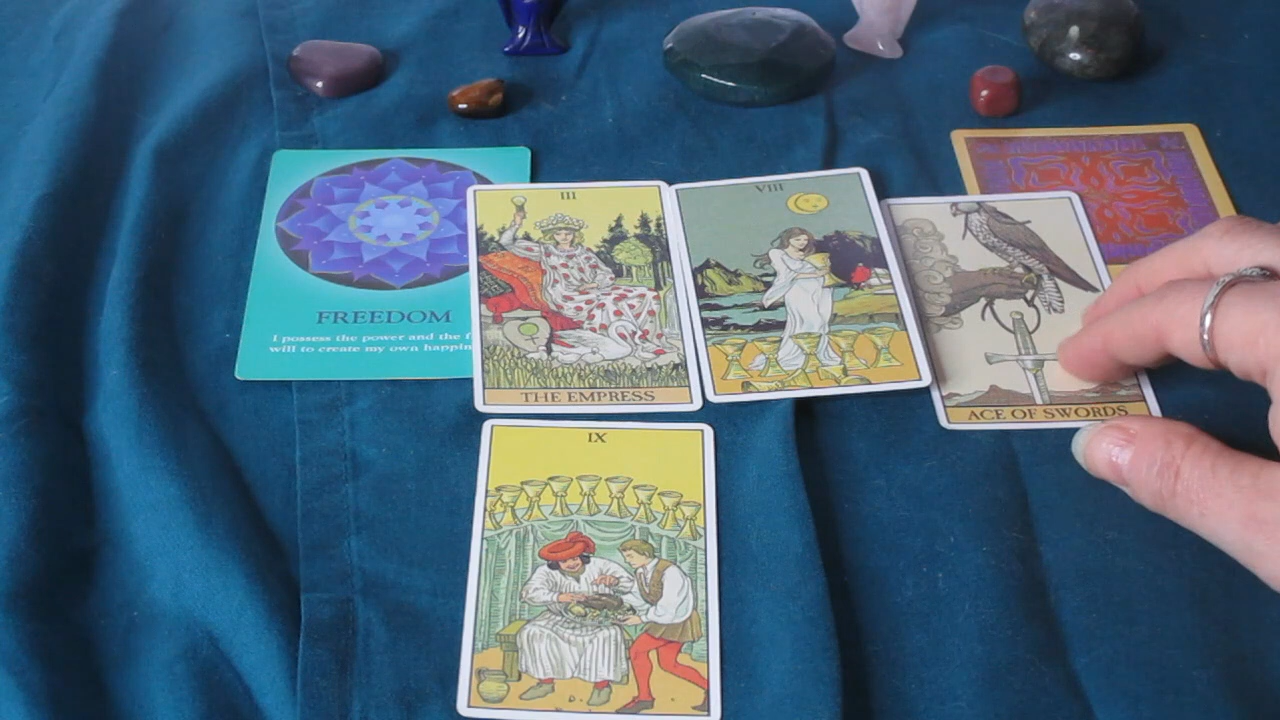 FREEDOM
I possess the power and the
will to create my own
III
THE EMPRESS
VIII
ACE OF SWORDS
IX